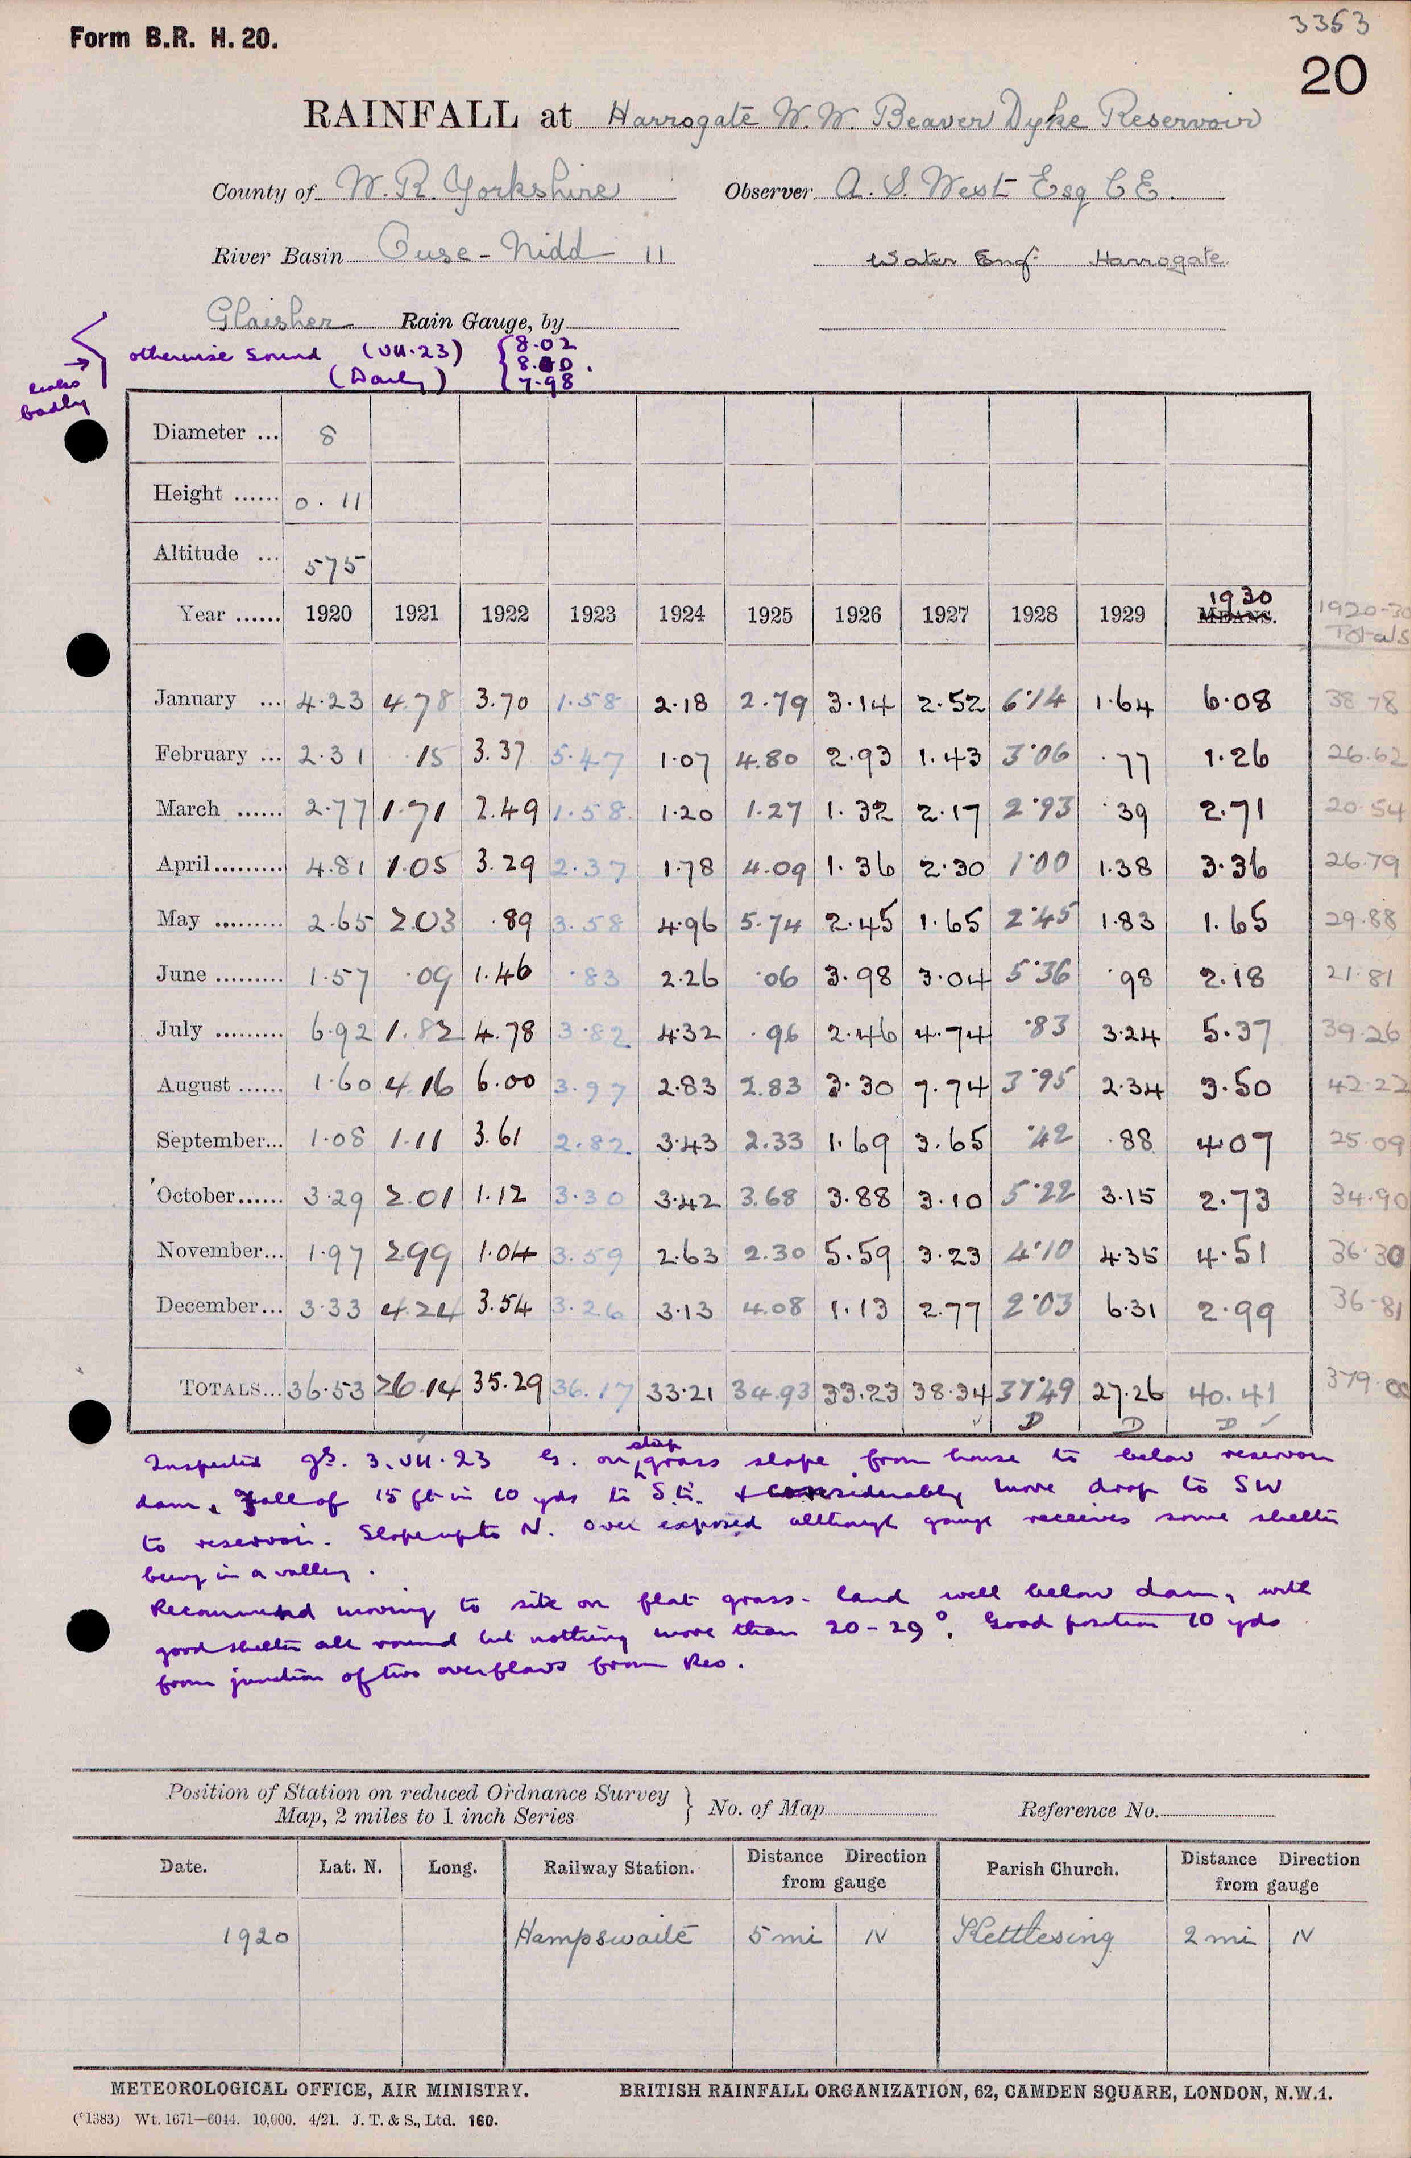 3353
Form B.R. H. 20.
20
RAINFALL at Harrogate W.W. Beaver Dyke Reservoir
County of W. R. Yorkshire Observer A. S. West Esq C E.
River Basin Ouse - Nidd 11 Water Engr Harrogate
Glaisher Rain Gauge, by
otherwise sound (VII.23) 8.02
(Daily) 7.98
leaks
badly
Diameter ... 8
Height ...... 0 . 11
Altitude ... 575
Year ...... 1920 1921 1922 1923 1924 1925 1926 1927 1928 1929 MEANS. 1930 1920-30 Totals
January ... 4.23 4.78 3.70 1.58 2.18 2.79 3.14 2.52 6.14 1.64 6.08 38.78
February ... 2.31 .15 3.37 5.47 1.07 4.80 2.93 1.43 3.06 .77 1.26 26.62
March ...... 2.77 1.71 2.49 1.58 1.20 1.27 1.32 2.17 2.93 .39 2.71 20.54
April......... 4.81 1.05 3.29 2.37 1.78 4.09 1.36 2.30 1.00 1.38 3.36 26.79
May ......... 2.65 2.03 .89 3.58 4.96 5.74 2.45 1.65 2.45 1.83 1.65 29.88
June ......... 1.57 .09 1.46 .83 2.26 .06 3.98 3.04 5.36 .98 2.18 21.81
July ......... 6.92 1.82 4.78 3.82 4.32 .96 2.46 4.74 .83 3.24 5.37 39.26
August ...... 1.60 4.16 6.00 3.97 2.83 2.83 3.30 7.74 3.95 2.34 3.50 42.22
September... 1.08 1.11 3.61 2.82 3.43 2.33 1.69 3.65 .42 .88 4.07 25.09
October...... 3.29 2.01 1.12 3.30 3.42 3.68 3.88 3.10 5.22 3.15 2.73 34.90
November... 1.97 2.99 1.04 3.59 2.63 2.30 5.59 3.23 4.10 4.35 4.51 36.30
December... 3.33 4.24 3.54 3.26 3.13 4.08 1.13 2.77 2.03 6.31 2.99 36.81
TOTALS... 36.53 26.14 35.29 36.17 33.21 34.93 33.23 38.34 37.49 27.26 40.41 379.00
D D D
Inspected 3.VII.23 on steep grass slope from house to below reservoir
dam, Fall of 15 ft in 10 yds to S.E. & considerably more drop to SW
to reservoir. Slope up to N. Over exposed although gauge receives some shelter
being in a valley.
Recommend moving to site on flat grass-land well below dam, with
good shelter all round but nothing more than 20-29°. Good position 10 yds
from junction of two overflows from Res.
Position of Station on reduced Ordnance Survey
Map, 2 miles to 1 inch Series No. of Map Reference No.
Date. Lat. N. Long. Railway Station. Distance Direction from gauge Parish Church. Distance Direction from gauge
1920 Hampswaite 5 mi N Kettlesing 2 mi N
METEOROLOGICAL OFFICE, AIR MINISTRY. BRITISH RAINFALL ORGANIZATION, 62, CAMDEN SQUARE, LONDON, N.W.1.
(*1383) Wt. 1671—6044. 10,000. 4/21. J. T. & S., Ltd. 160.